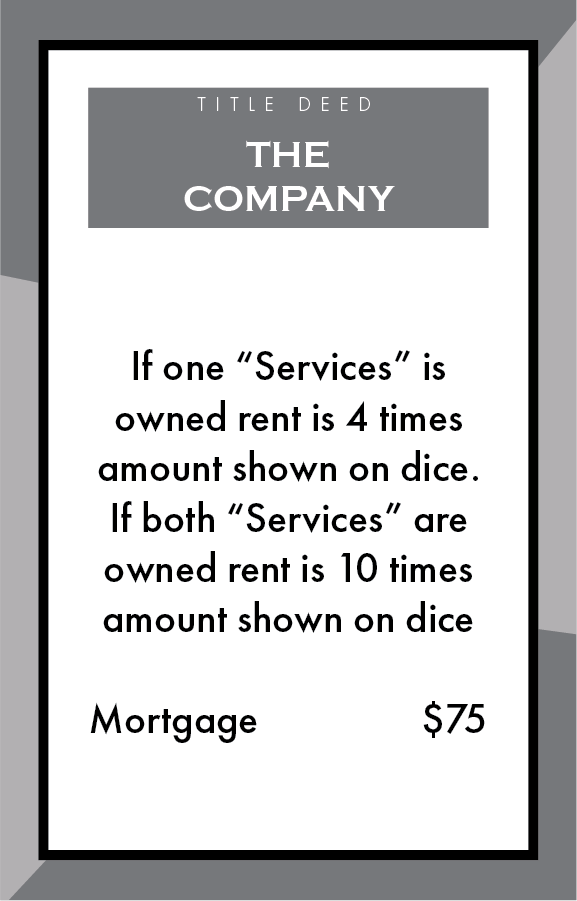 TITLE DEED
THE
COMPANY
If one “Services” is
owned rent is 4 times
amount shown on dice.
If both “Services” are
owned rent is 10 times
amount shown on dice
Mortgage $75